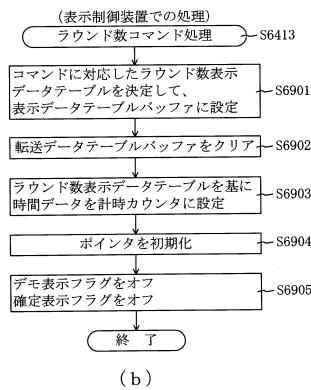 (表示制御装置での処理)
ラウンド数コマンド処理
S6413
コマンドに対応したラウンド数表示
データテーブルを決定して、
表示データテーブルバッファに設定
S6901
転送データテーブルバッファをクリア
S6902
ラウンド数表示データテーブルを基に
時間データを計時カウンタに設定
S6903
ポインタを初期化
S6904
デモ表示フラグをオフ
確定表示フラグをオフ
S6905
終 了
(b)